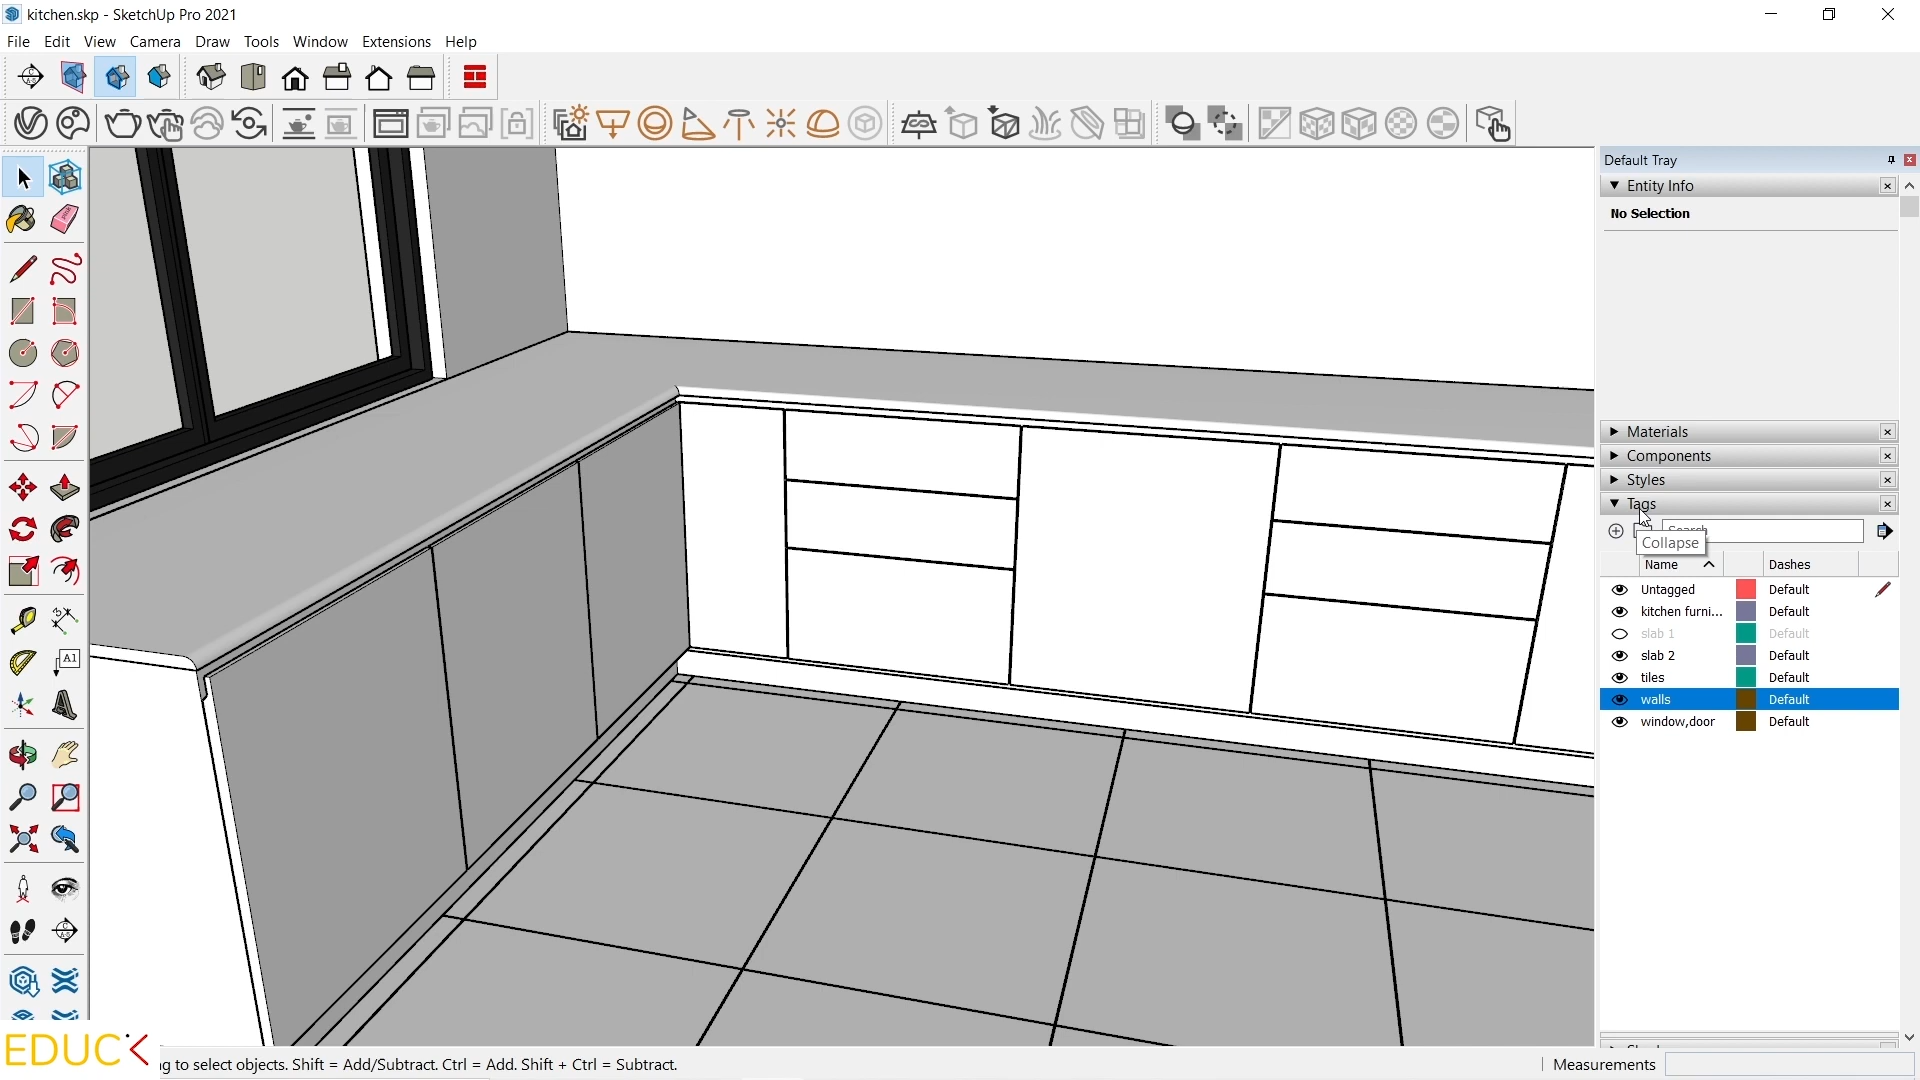 kitchen.skp - SketchUp Pro 2021
File Edit View Camera Draw Tools Window Extensions Help
Default Tray
Entity Info
No Selection
Materials
Components
Styles
Tags
Search
Collapse
Name Dashes
Untagged Default
kitchen furni... Default
slab 1 Default
slab 2 Default
tiles Default
walls Default
window,door Default
A1
EDUC
g to select objects. Shift = Add/Subtract. Ctrl = Add. Shift + Ctrl = Subtract.
Measurements